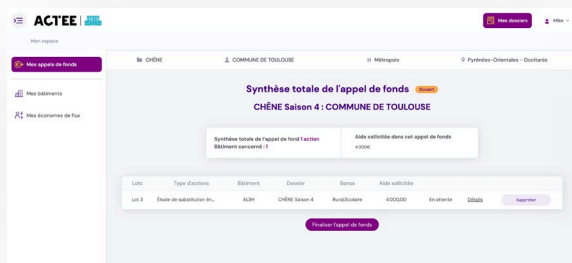 ACTEE
Mes dossiers
Mike
Mon espace
Mes appels de fonds
Mes bâtiments
Mes économes de flux
CHÊNE
COMMUNE DE TOULOUSE
Métropole
Pyrénées-Orientales - Occitanie
Synthèse totale de l'appel de fonds Ouvert
CHÊNE Saison 4 : COMMUNE DE TOULOUSE
Synthèse totale de l'appel de fond 1 action
Bâtiment concerné : 1
Aide sollicitée dans cet appel de fonds
4000€
Lots Type d'actions Bâtiment Dossier Bonus Aide sollicitée
Lot 3 Étude de substitution én... ALSH CHÊNE Saison 4 Rural,Scolaire 4 000,00 En attente Détails Supprimer
Finaliser l'appel de fonds